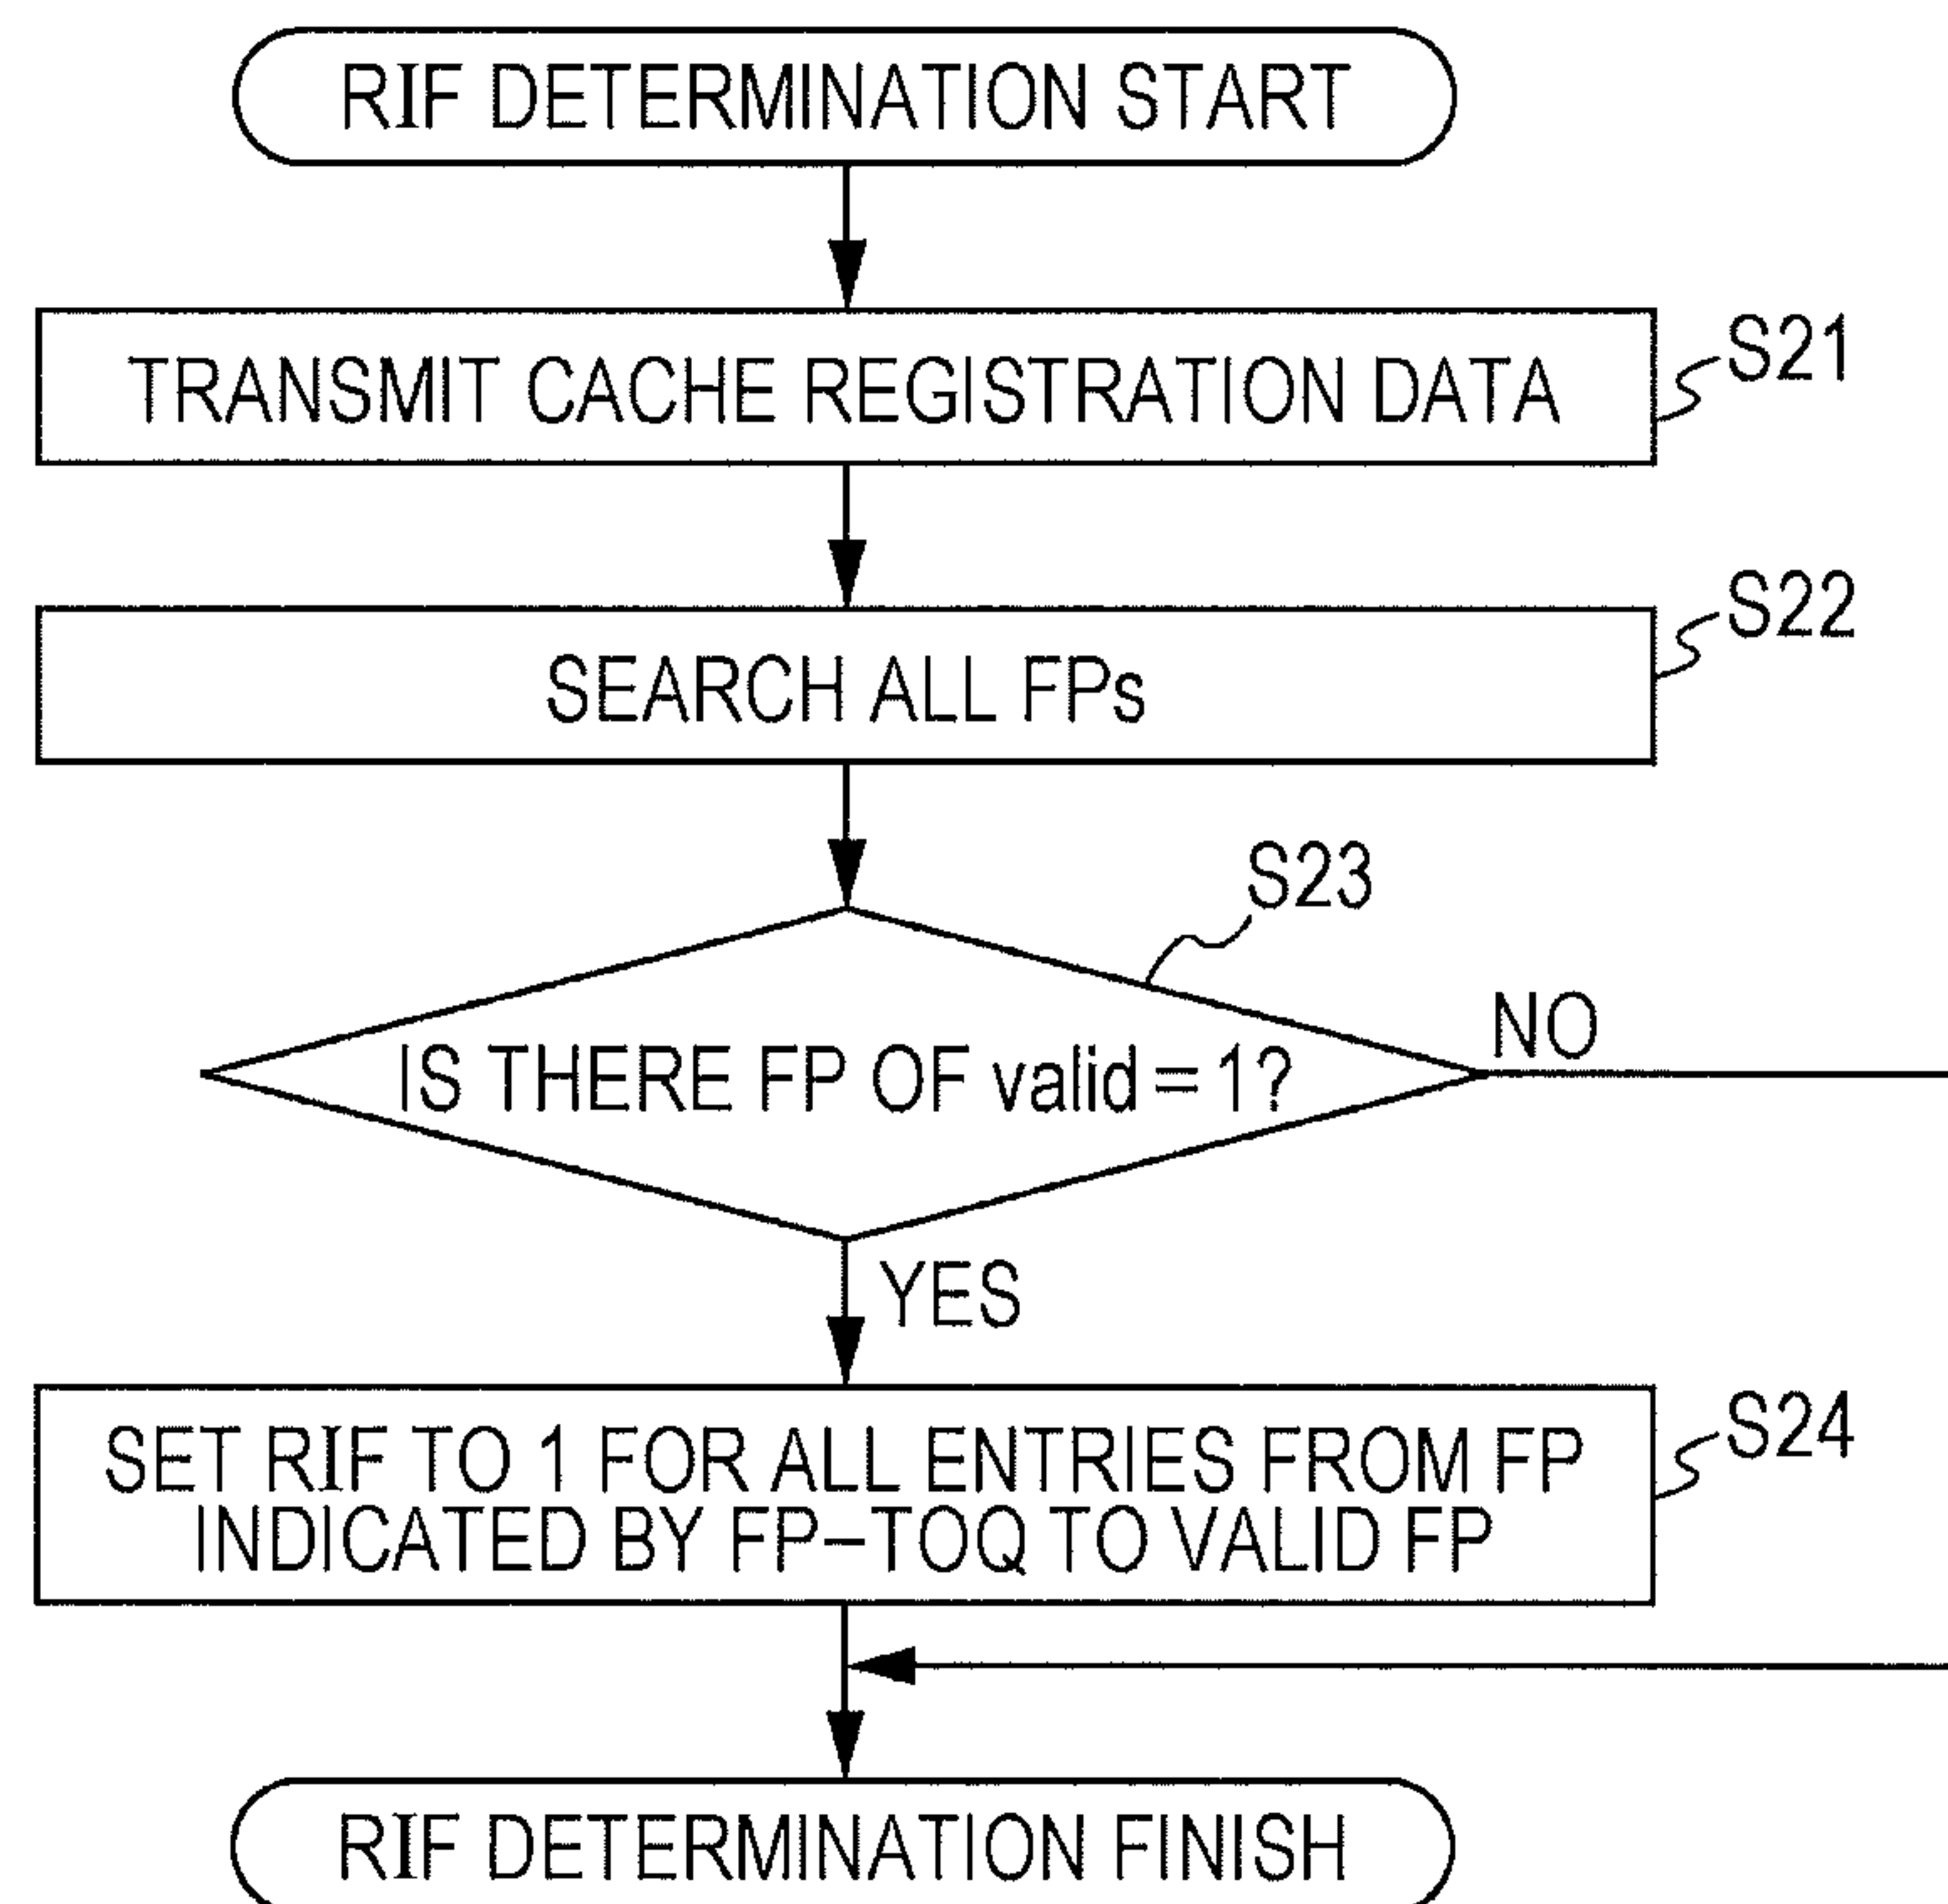 RIF DETERMINATION START
TRANSMIT CACHE REGISTRATION DATA
S21
SEARCH ALL FPs
S22
S23
IS THERE FP OF valid = 1?
NO
YES
SET RIF TO 1 FOR ALL ENTRIES FROM FP
INDICATED BY FP-TOQ TO VALID FP
S24
RIF DETERMINATION FINISH